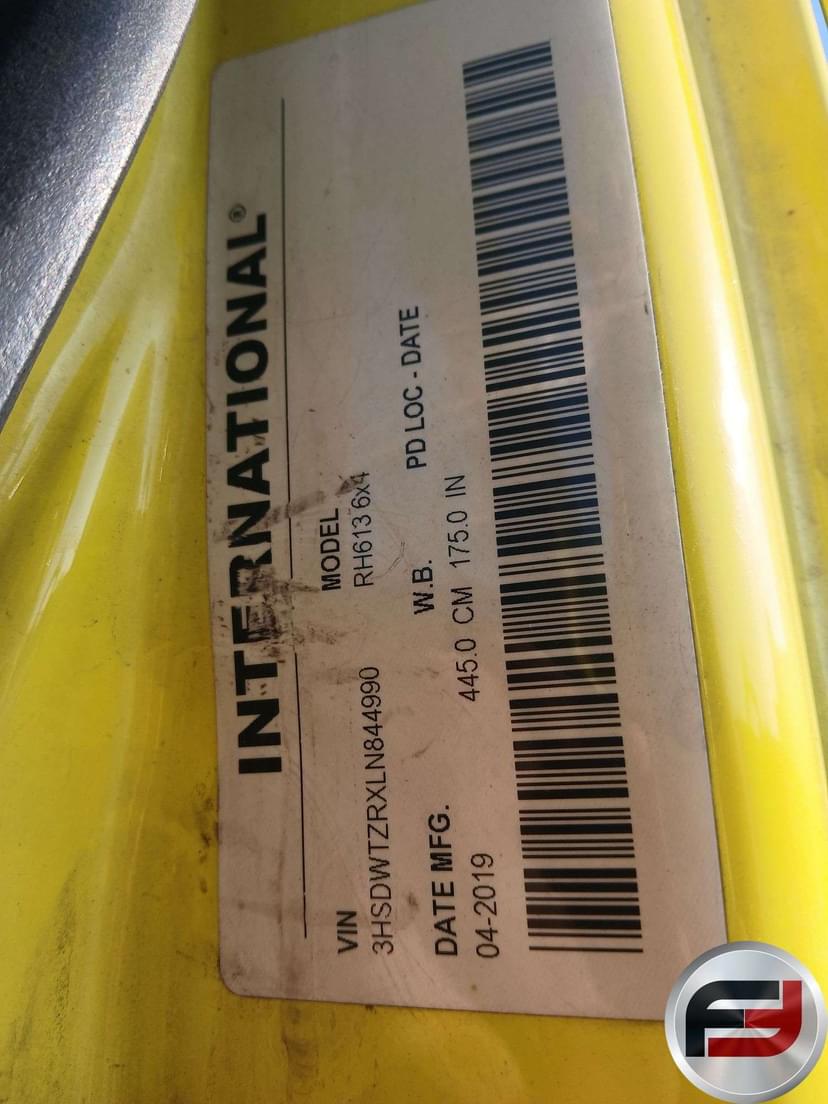 INTERNATIONAL®
VIN MODEL
3HSDWTZRXLN844990 RH613 6x4
DATE MFG. W.B. PD LOC - DATE
04-2019 445.0 CM 175.0 IN